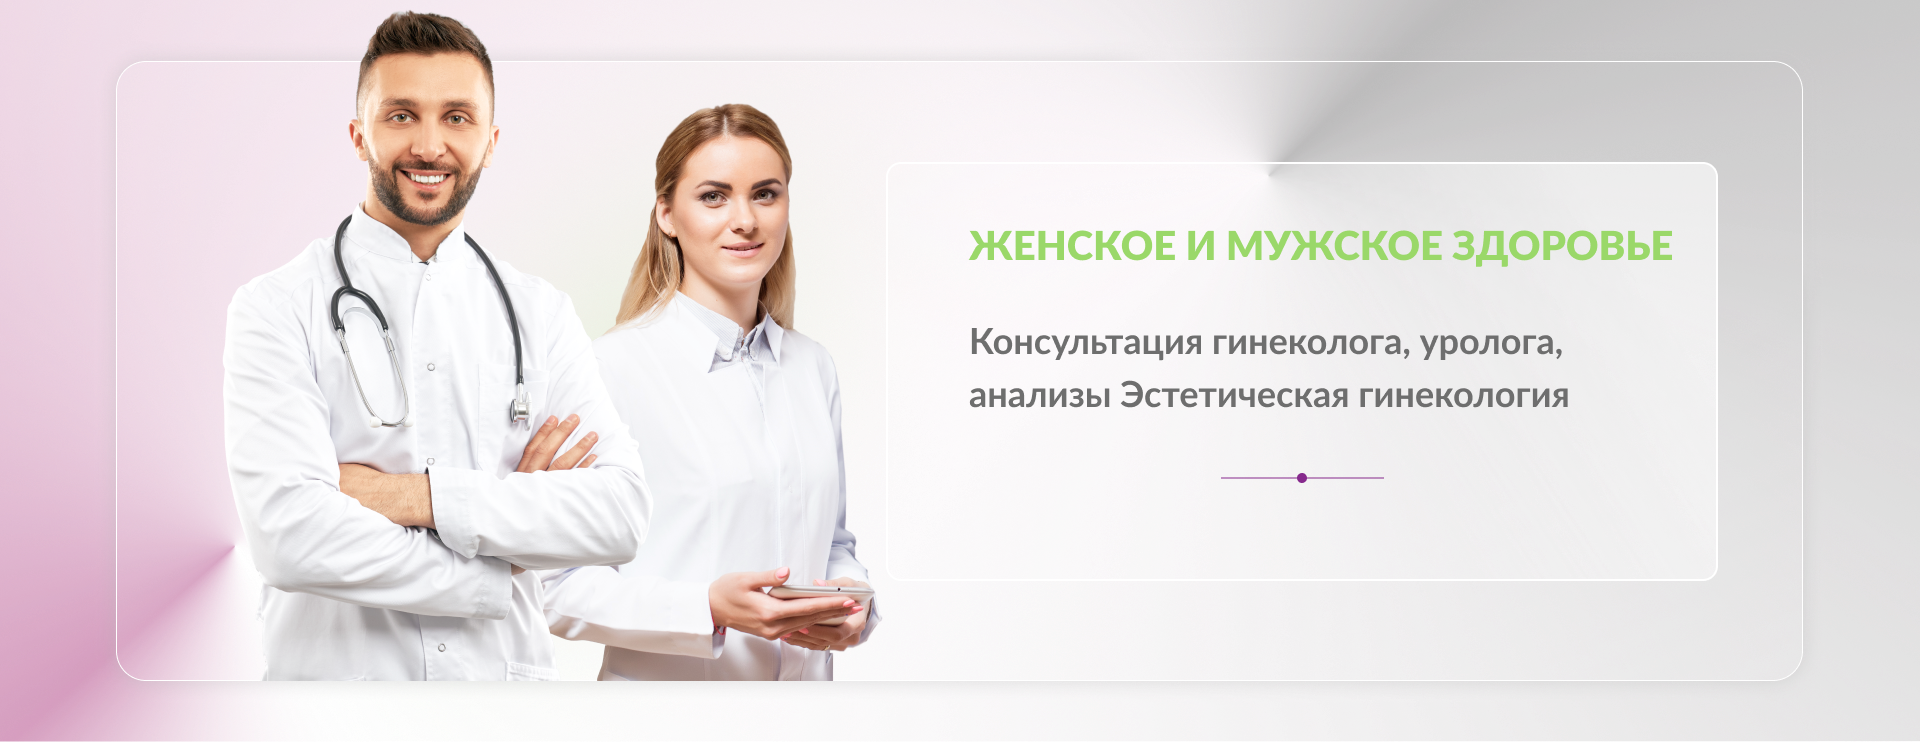 ЖЕНСКОЕ И МУЖСКОЕ ЗДОРОВЬЕ
Консультация гинеколога, уролога,
анализы Эстетическая гинекология